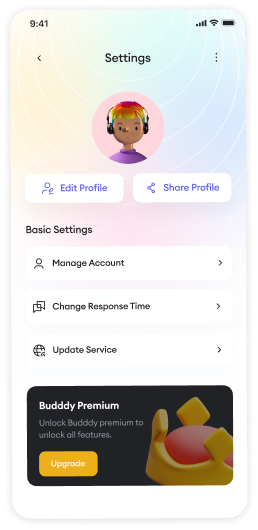 9:41
Settings
Edit Profile
Share Profile
Basic Settings
Manage Account
Change Response Time
Update Service
Budddy Premium
Unlock Budddy premium to
unlock all features.
Upgrade